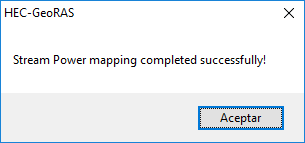 HEC-GeoRAS
Stream Power mapping completed successfully!
Aceptar